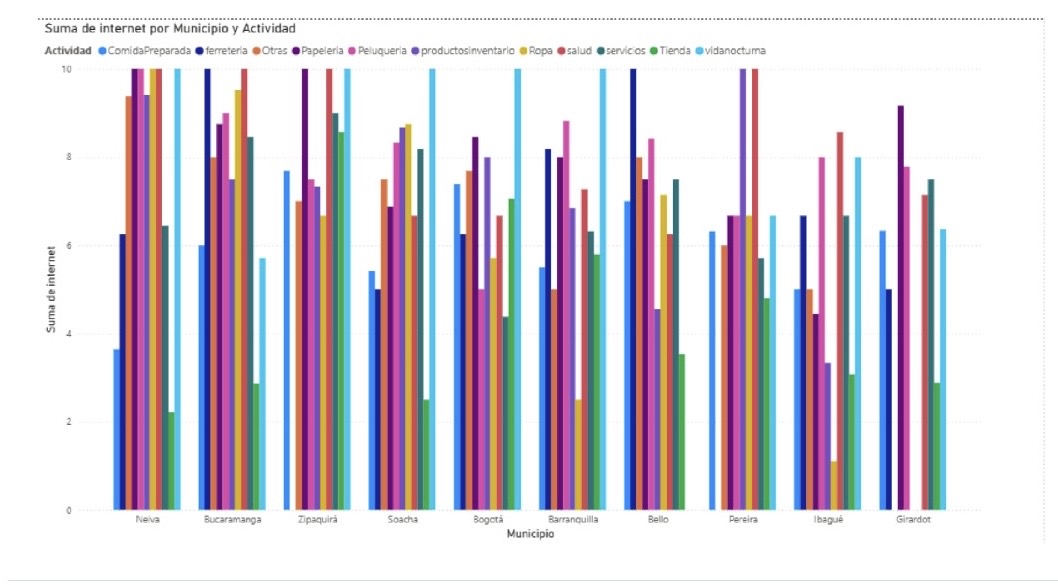 Suma de internet por Municipio y Actividad
Actividad ComidaPreparada ferreteria Otras Papeleria Peluqueria productosInventario Ropa salud servicios Tienda vidanocturna
10
8
6
4
2
0
Suma de internet
Neiva Bucaramanga Zipaquirá Soacha Bogotá Barranquilla Bello Pereira Ibagué Girardot
Municipio